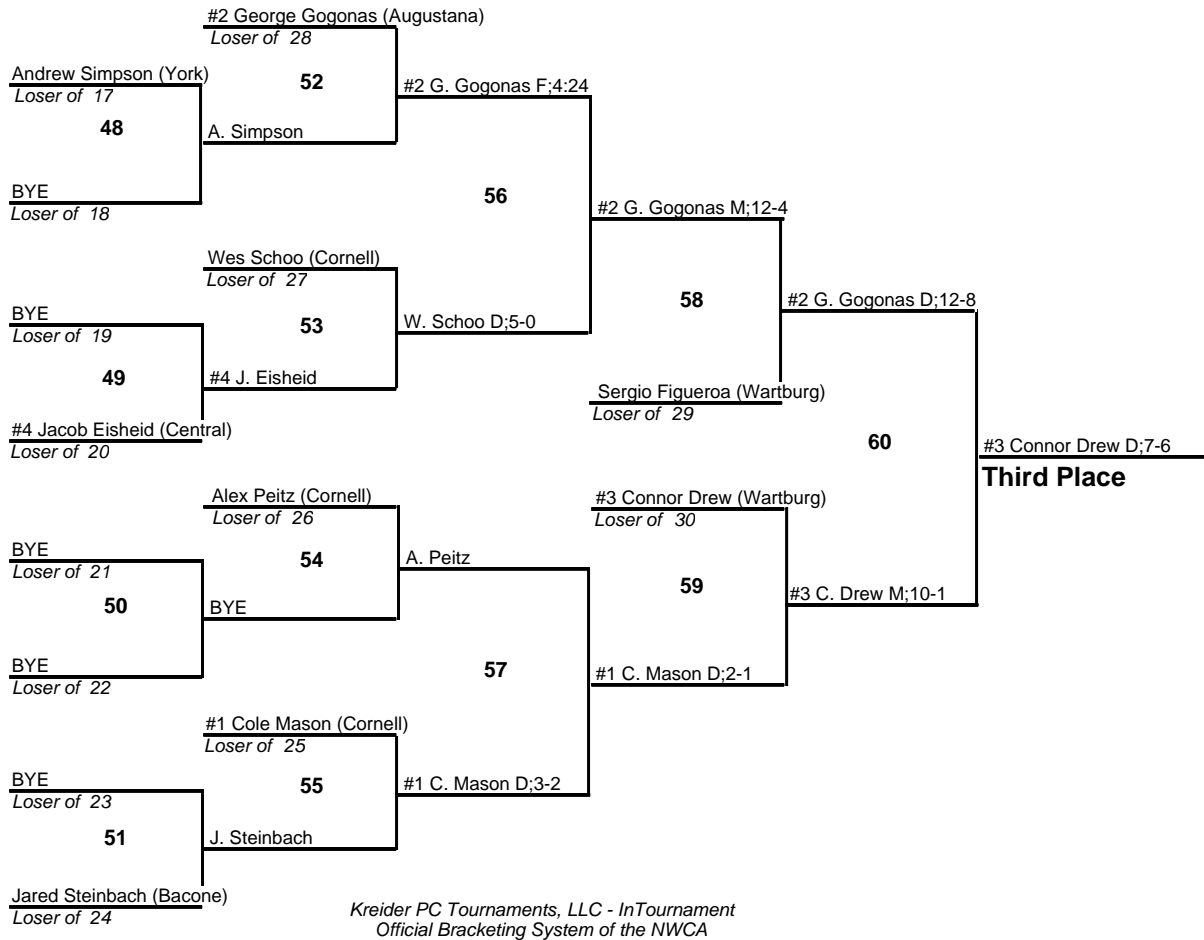 #2 George Gogonas (Augustana)
Loser of 28
52
Andrew Simpson (York)
Loser of 17
48
#2 G. Gogonas F;4:24
A. Simpson
BYE
Loser of 18
56
#2 G. Gogonas M;12-4
Wes Schoo (Cornell)
Loser of 27
53
58
#2 G. Gogonas D;12-8
BYE
Loser of 19
49
W. Schoo D;5-0
#4 J. Eisheid
Sergio Figueroa (Wartburg)
Loser of 29
#4 Jacob Eisheid (Central)
Loser of 20
60
#3 Connor Drew D;7-6
Third Place
Alex Peitz (Cornell)
Loser of 26
#3 Connor Drew (Wartburg)
Loser of 30
54
BYE
Loser of 21
50
A. Peitz
59
BYE
#3 C. Drew M;10-1
BYE
Loser of 22
57
#1 C. Mason D;2-1
#1 Cole Mason (Cornell)
Loser of 25
55
BYE
Loser of 23
51
#1 C. Mason D;3-2
J. Steinbach
Jared Steinbach (Bacone)
Loser of 24
Kreider PC Tournaments, LLC - InTournament
Official Bracketing System of the NWCA